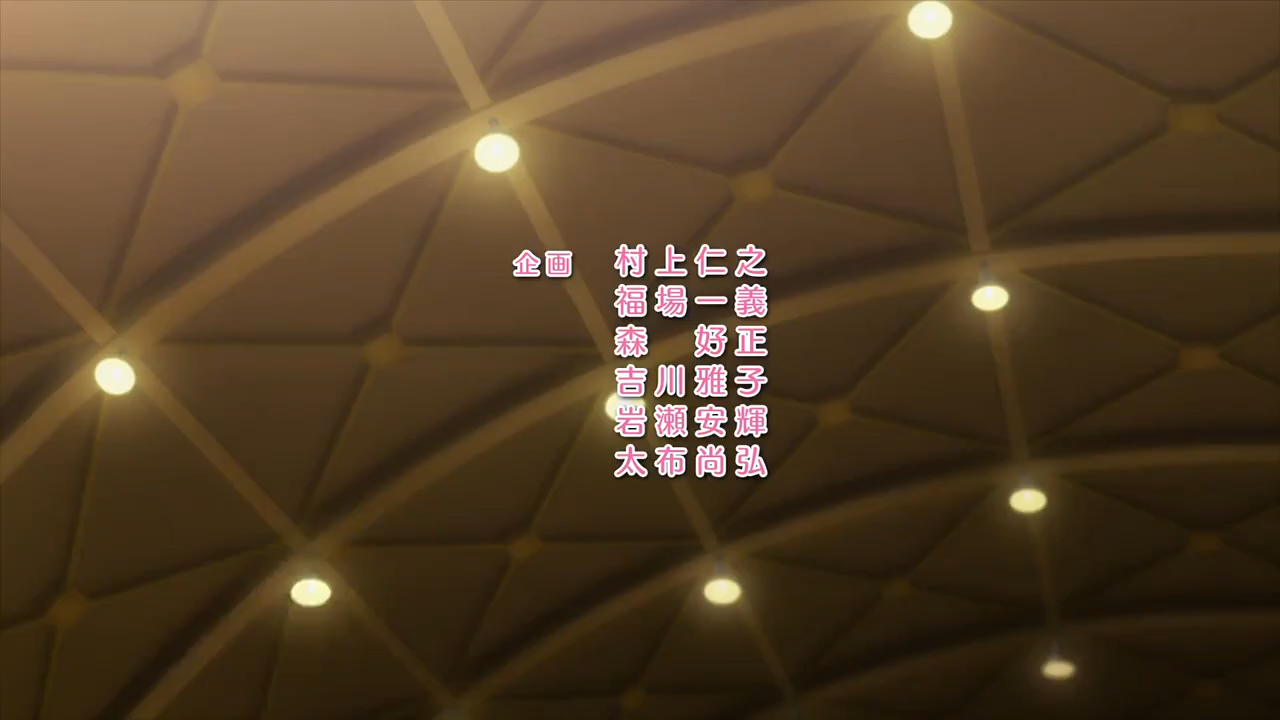 企画 村上仁之
福場一義
森　好正
吉川雅子
岩瀬安輝
太布尚弘